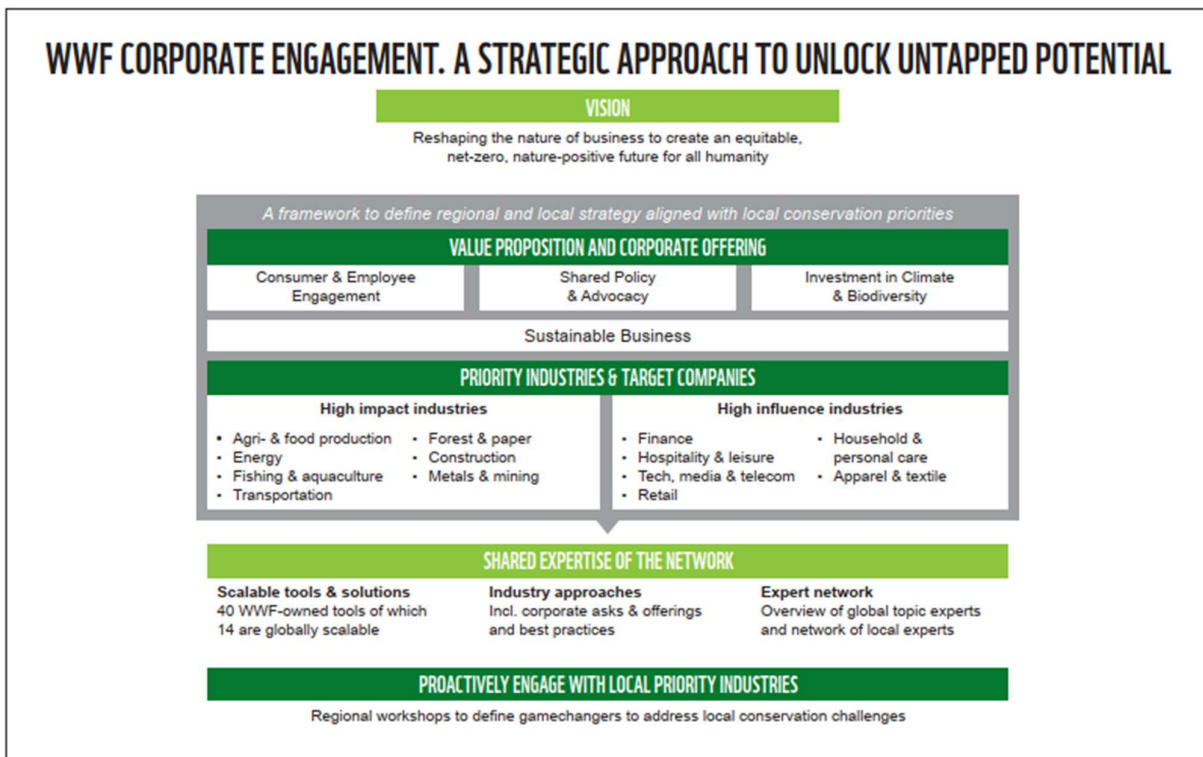 WWF CORPORATE ENGAGEMENT. A STRATEGIC APPROACH TO UNLOCK UNTAPPED POTENTIAL
VISION
Reshaping the nature of business to create an equitable,
net-zero, nature-positive future for all humanity
A framework to define regional and local strategy aligned with local conservation priorities
VALUE PROPOSITION AND CORPORATE OFFERING
Consumer & Employee
Engagement
Shared Policy
& Advocacy
Investment in Climate
& Biodiversity
Sustainable Business
PRIORITY INDUSTRIES & TARGET COMPANIES
High impact industries
• Agri- & food production
• Energy
• Fishing & aquaculture
• Transportation
• Forest & paper
• Construction
• Metals & mining
High influence industries
• Finance
• Hospitality & leisure
• Tech, media & telecom
• Retail
• Household &
personal care
• Apparel & textile
SHARED EXPERTISE OF THE NETWORK
Scalable tools & solutions
40 WWF-owned tools of which
14 are globally scalable
Industry approaches
Incl. corporate asks & offerings
and best practices
Expert network
Overview of global topic experts
and network of local experts
PROACTIVELY ENGAGE WITH LOCAL PRIORITY INDUSTRIES
Regional workshops to define gamechangers to address local conservation challenges